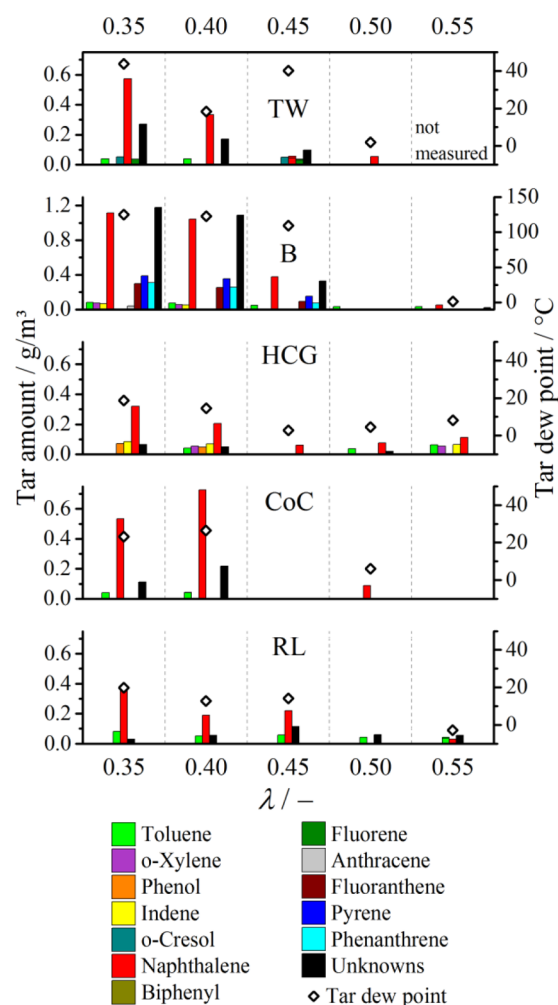 0.35 0.40 0.45 0.50 0.55
0.6
0.4
0.2
0.0
TW
not
measured
40
20
0
1.2
0.8
0.4
0.0
B
150
100
50
0
0.6
0.4
0.2
0.0
HCG
40
20
0
0.6
0.4
0.2
0.0
CoC
40
20
0
0.6
0.4
0.2
0.0
RL
40
20
0
Tar amount / g/m³
Tar dew point / °C
0.35 0.40 0.45 0.50 0.55
λ / –
Toluene
o-Xylene
Phenol
Indene
o-Cresol
Naphthalene
Biphenyl
Fluorene
Anthracene
Fluoranthene
Pyrene
Phenanthrene
Unknowns
Tar dew point